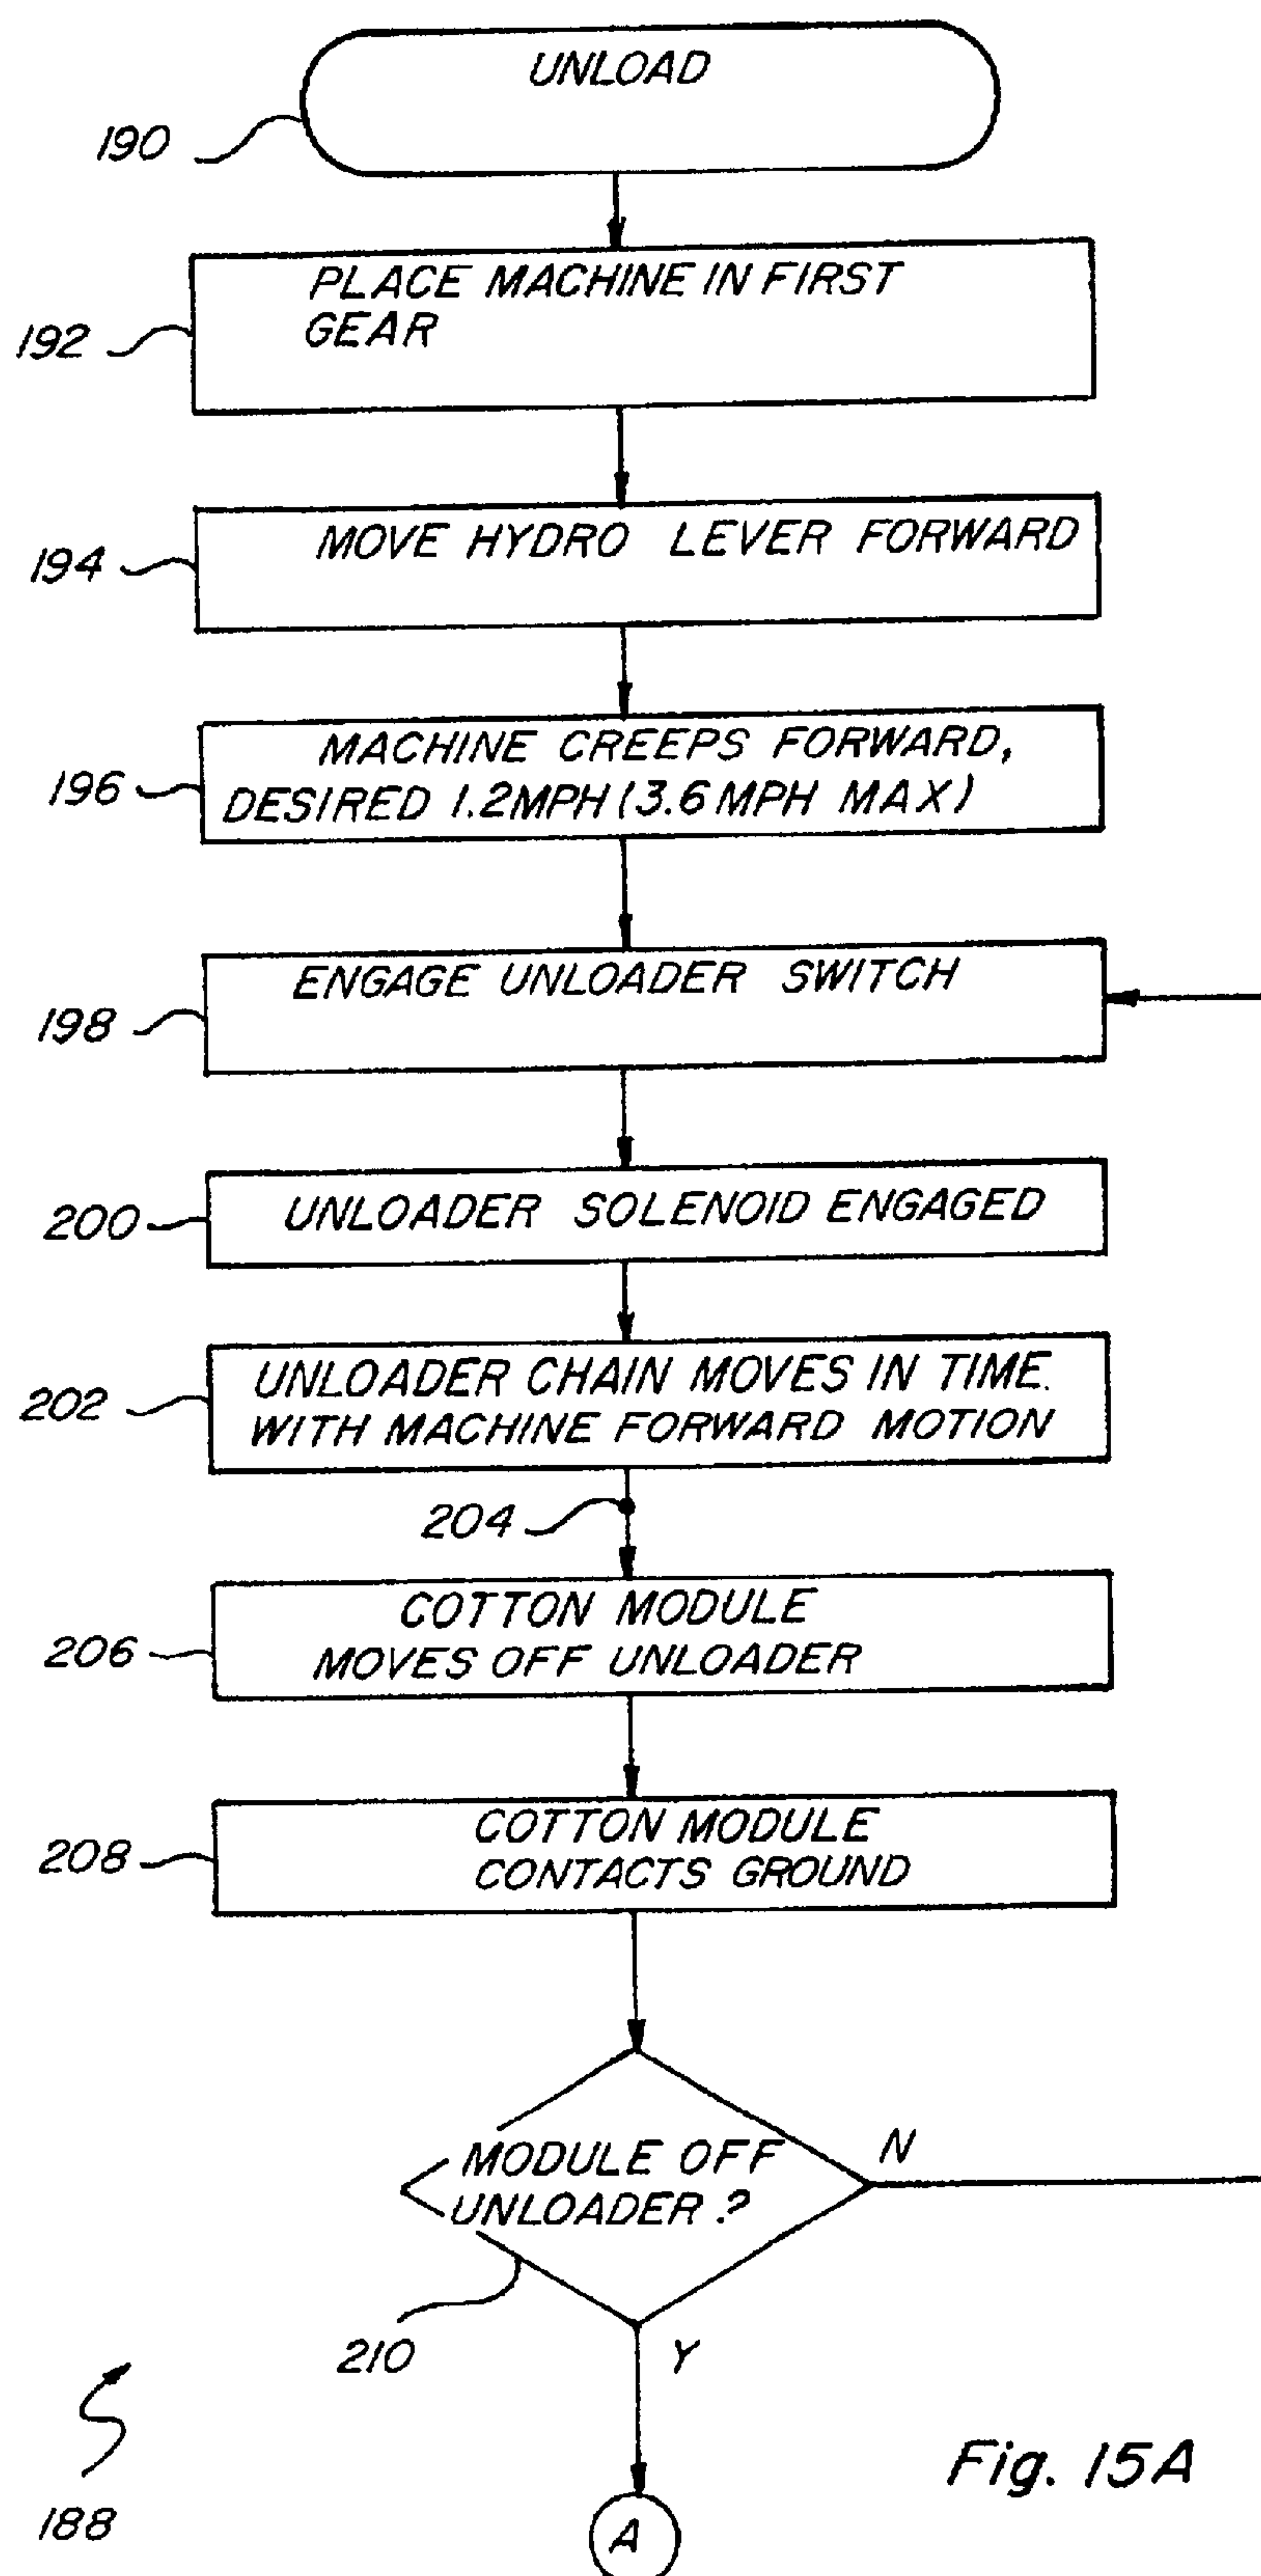 UNLOAD
190
PLACE MACHINE IN FIRST
GEAR
192
MOVE HYDRO LEVER FORWARD
194
MACHINE CREEPS FORWARD,
DESIRED 1.2MPH (3.6 MPH MAX)
196
ENGAGE UNLOADER SWITCH
198
UNLOADER SOLENOID ENGAGED
200
UNLOADER CHAIN MOVES IN TIME.
WITH MACHINE FORWARD MOTION
202
204
COTTON MODULE
MOVES OFF UNLOADER
206
COTTON MODULE
CONTACTS GROUND
208
MODULE OFF
UNLOADER ?
N
210
Y
188
A
Fig. 15A